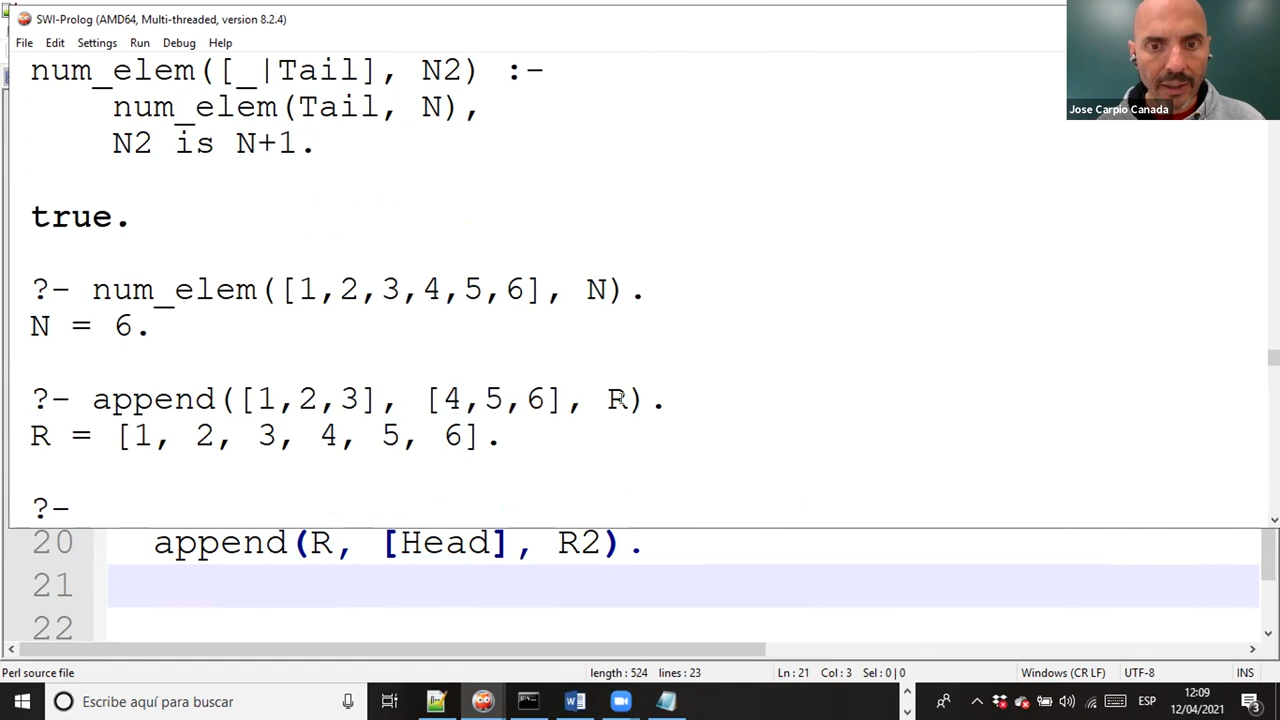 SWI-Prolog (AMD64, Multi-threaded, version 8.2.4)
File Edit Settings Run Debug Help
num_elem([_|Tail], N2) :-
num_elem(Tail, N),
N2 is N+1.
true.
?- num_elem([1,2,3,4,5,6], N).
N = 6.
?- append([1,2,3], [4,5,6], R).
R = [1, 2, 3, 4, 5, 6].
?-
Jose Carpio Canada
20 append(R, [Head], R2).
21
22
Perl source file length : 524 lines : 23 Ln : 21 Col : 3 Sel : 0 | 0 Windows (CR LF) UTF-8 INS
Escribe aquí para buscar
ESP
12:09
12/04/2021
3